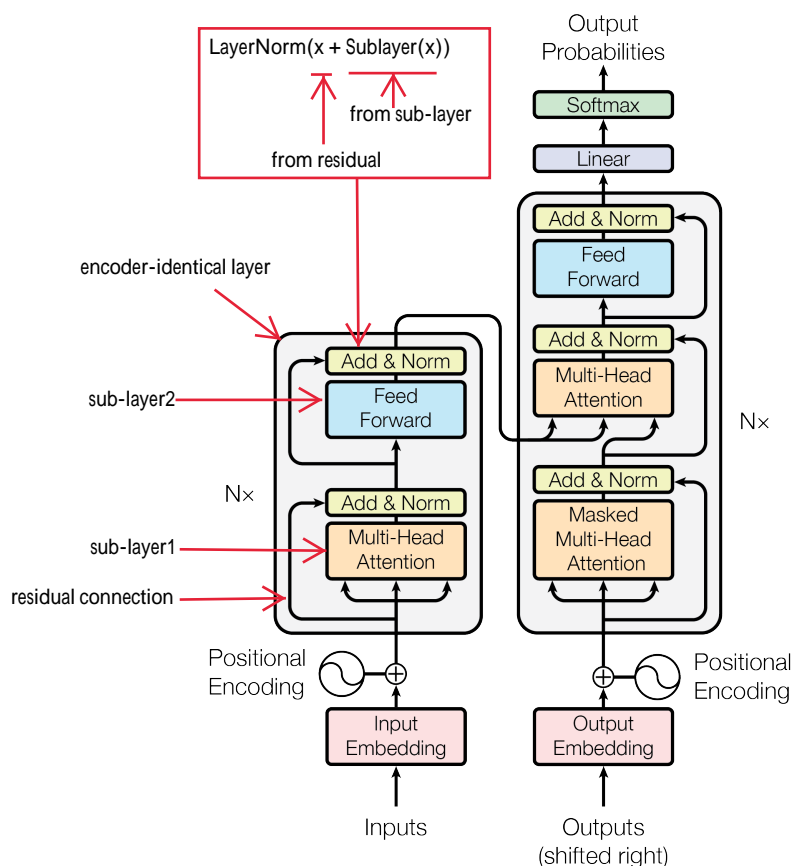 LayerNorm(x + Sublayer(x))
from sub-layer
from residual
encoder-identical layer
sub-layer2
sub-layer1
residual connection
Add & Norm
Feed
Forward
Nx
Add & Norm
Multi-Head
Attention
Positional
Encoding
Input
Embedding
Inputs
Output
Probabilities
Softmax
Linear
Add & Norm
Feed
Forward
Add & Norm
Multi-Head
Attention
Nx
Add & Norm
Masked
Multi-Head
Attention
Positional
Encoding
Output
Embedding
Outputs
(shifted right)